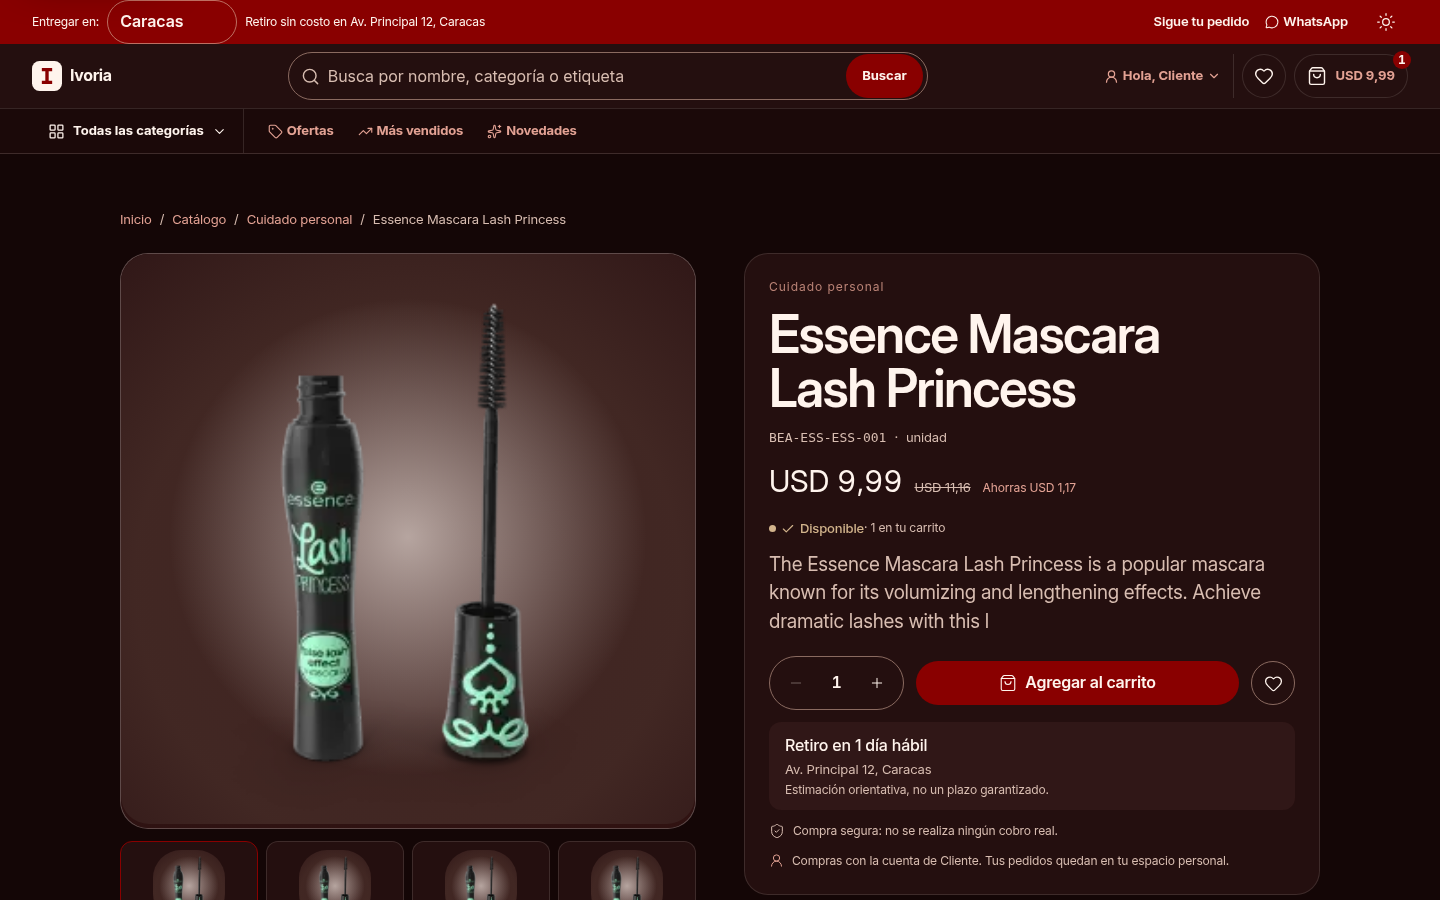 Entregar en: Caracas Retiro sin costo en Av. Principal 12, Caracas Sigue tu pedido WhatsApp
I Ivoria Busca por nombre, categoría o etiqueta Buscar Hola, Cliente USD 9,99 1
Todas las categorías Ofertas Más vendidos Novedades
Inicio / Catálogo / Cuidado personal / Essence Mascara Lash Princess
essence
Lash
PRINCESS
false lash
effect
mascara
Cuidado personal
Essence Mascara
Lash Princess
BEA-ESS-ESS-001 · unidad
USD 9,99 USD 11,16 Ahorras USD 1,17
Disponible · 1 en tu carrito
The Essence Mascara Lash Princess is a popular mascara
known for its volumizing and lengthening effects. Achieve
dramatic lashes with this l
− 1 + Agregar al carrito
Retiro en 1 día hábil
Av. Principal 12, Caracas
Estimación orientativa, no un plazo garantizado.
Compra segura: no se realiza ningún cobro real.
Compras con la cuenta de Cliente. Tus pedidos quedan en tu espacio personal.